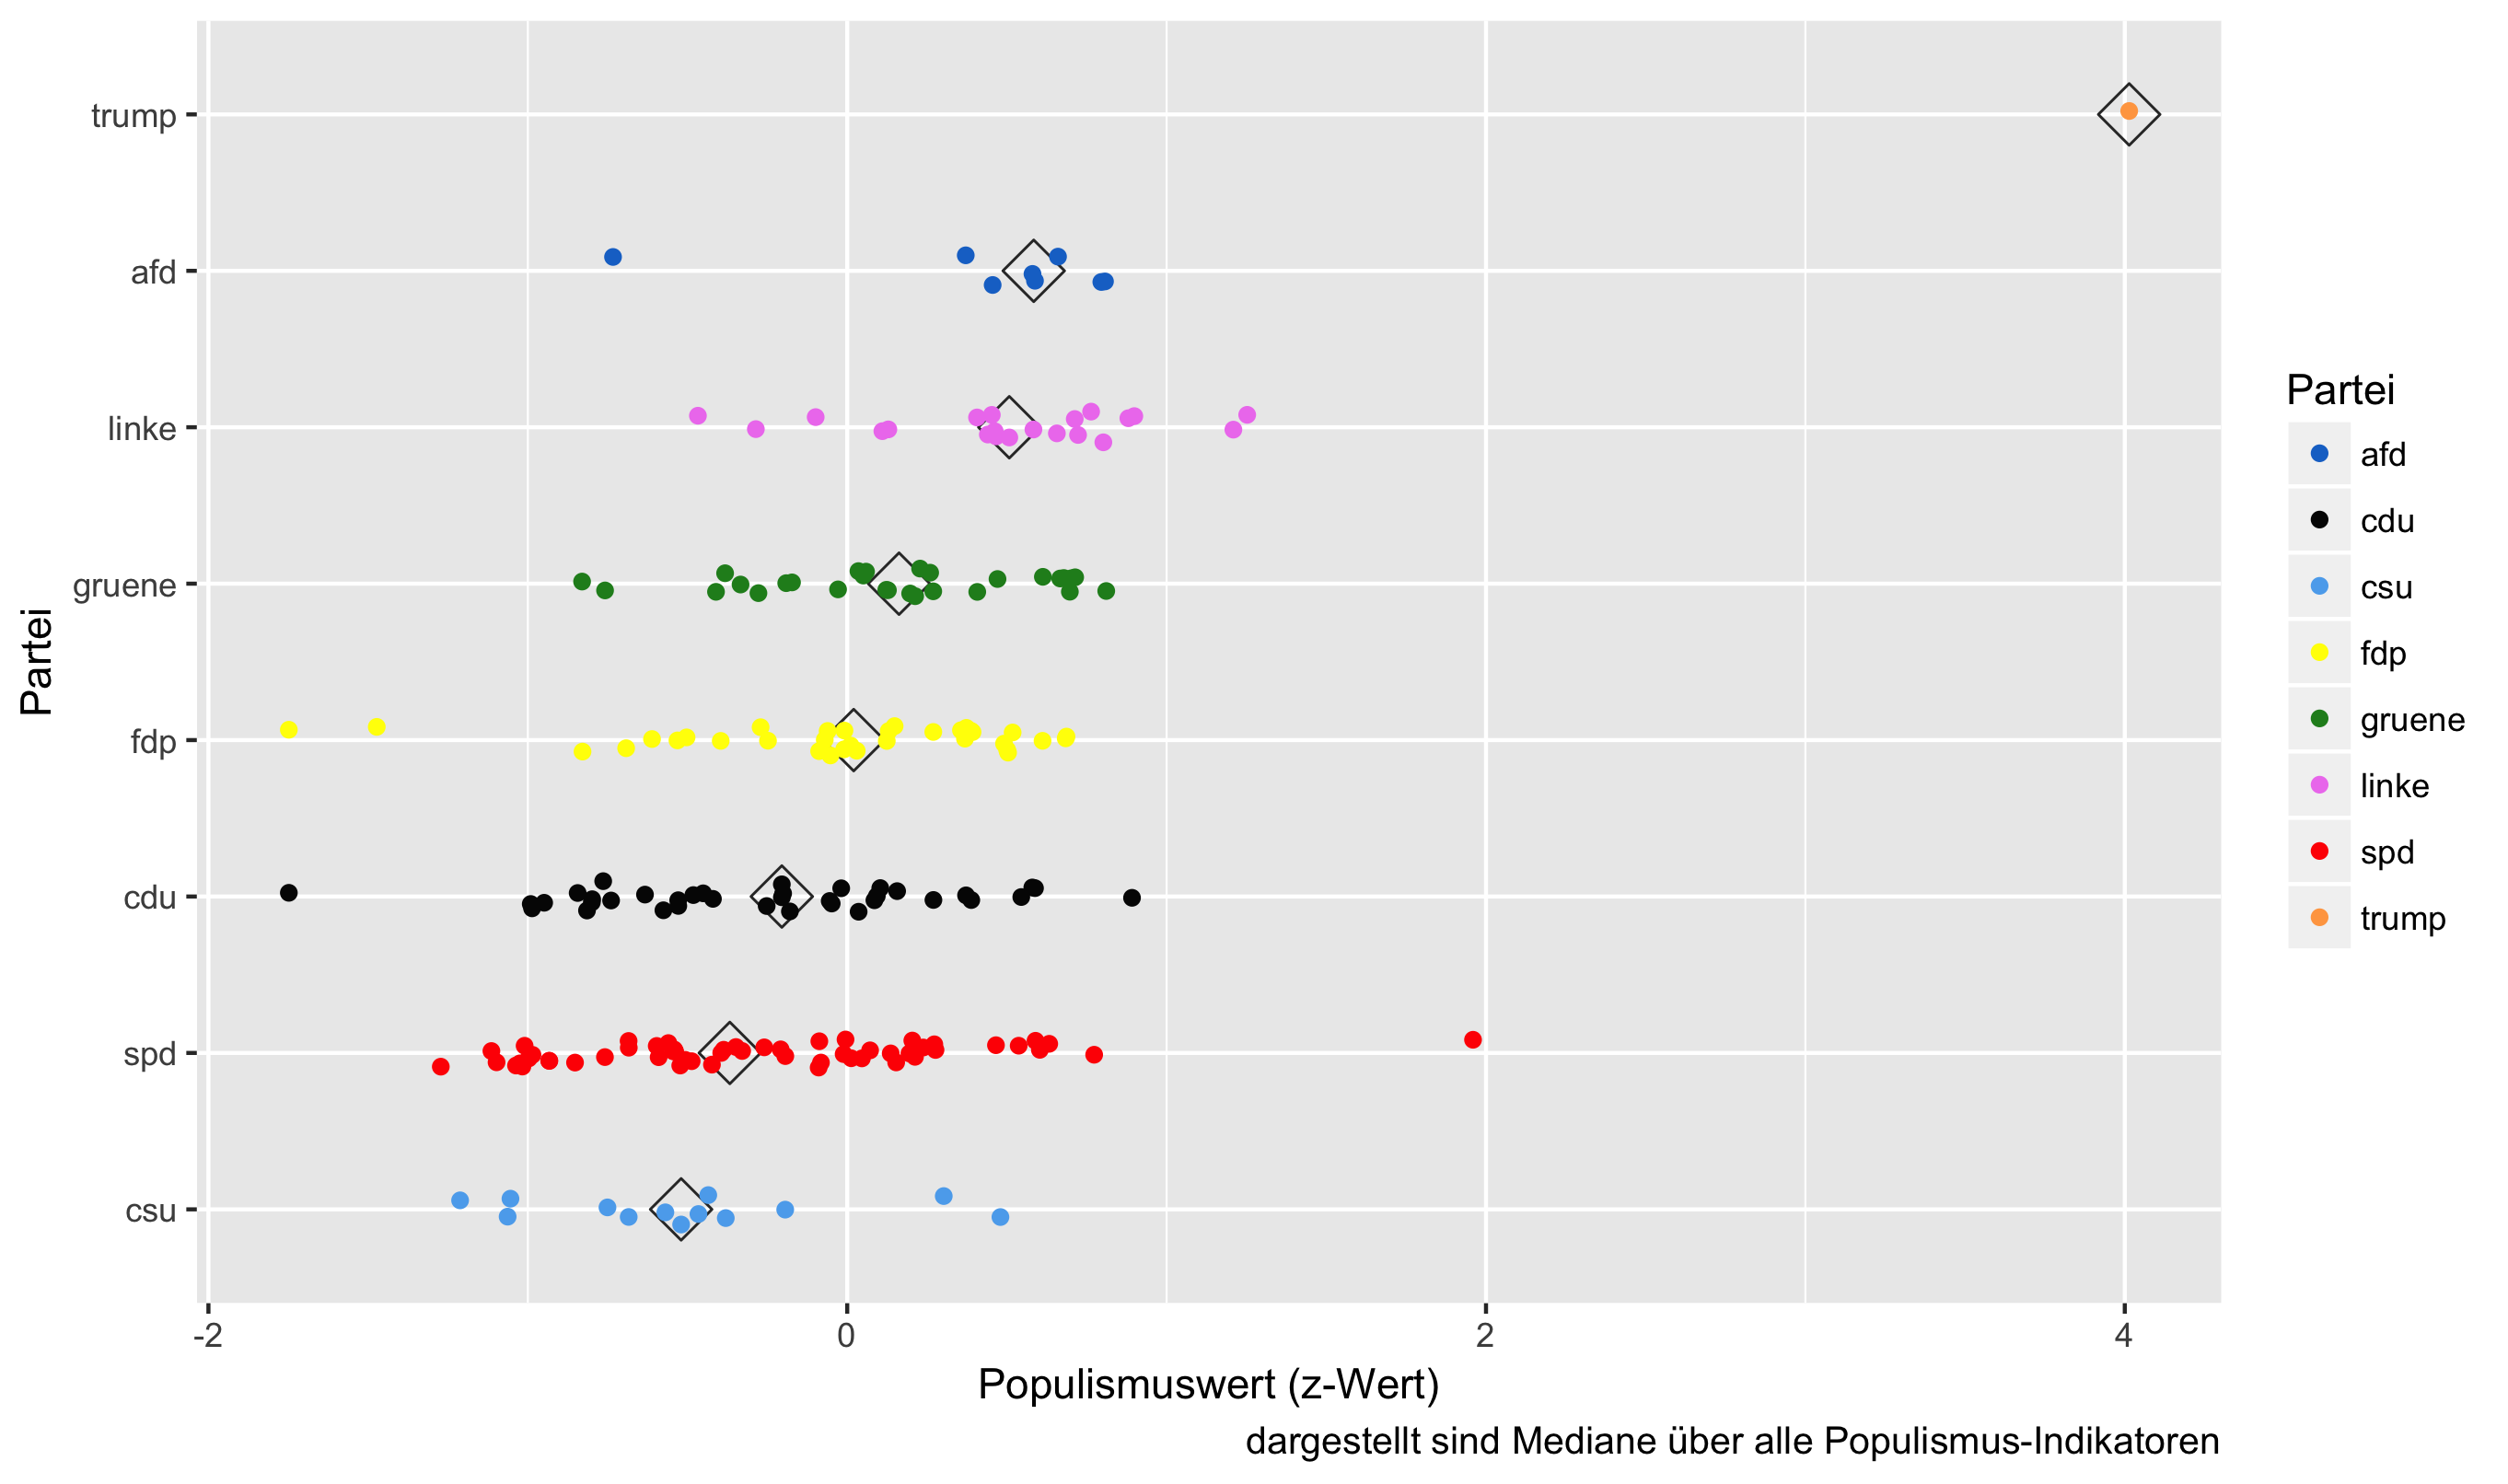 Partei
trump
afd
linke
gruene
fdp
cdu
spd
csu
-2
0
2
4
Populismuswert (z-Wert)
dargestellt sind Mediane über alle Populismus-Indikatoren
Partei
afd
cdu
csu
fdp
gruene
linke
spd
trump